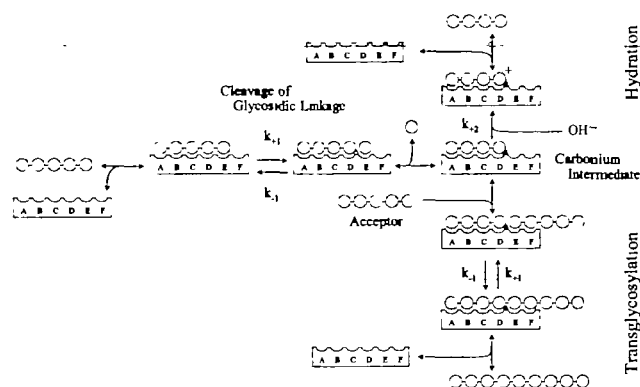 A B C D E F
Hydration
A B C D E F
Cleavage of
Glycosidic Linkage
k+2
OH−
k+1
A B C D E F
A B C D E F
A B C D E F
Carbonium
Intermediate
k-1
A B C D E F
Acceptor
A B C D E F
Transglycosylation
k-1
k+1
A B C D E F
A B C D E F